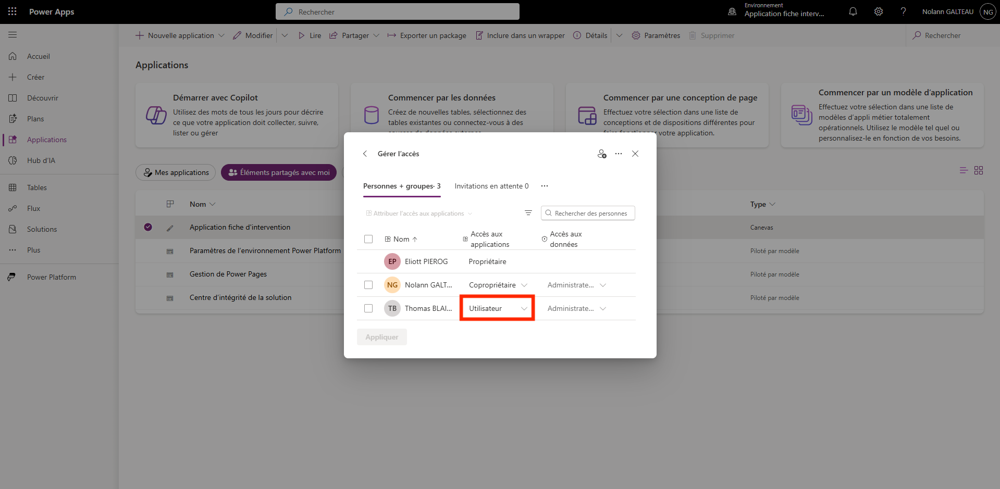 Power Apps
Rechercher
Environnement
Application fiche interv...
Nolann GALTEAU
NG
Nouvelle application
Modifier
Lire
Partager
Exporter un package
Inclure dans un wrapper
Détails
Paramètres
Supprimer
Rechercher
Accueil
Créer
Découvrir
Plans
Applications
Hub d'IA
Tables
Flux
Solutions
Plus
Power Platform
Applications
Démarrer avec Copilot
Utilisez des mots de tous les jours pour décrire
ce que votre application doit collecter, suivre,
lister ou gérer
Commencer par les données
Créez de nouvelles tables, sélectionnez des
tables existantes ou connectez-vous à des
Commencer par une conception de page
Effectuez votre sélection dans une liste de
conceptions et de dispositions différentes pour
faire fonctionner votre application.
Commencer par un modèle d'application
Effectuez votre sélection dans une liste de
modèles d'appli métier totalement
opérationnels. Utilisez le modèle tel quel ou
personnalisez-le en fonction de vos besoins.
Mes applications
Éléments partagés avec moi
Nom
Type
Application fiche d'intervention
Canevas
Paramètres de l'environnement Power Platform
Piloté par modèle
Gestion de Power Pages
Piloté par modèle
Centre d'intégrité de la solution
Piloté par modèle
Gérer l'accès
Personnes + groupes· 3
Invitations en attente 0
Attribuer l'accès aux applications
Rechercher des personnes
Nom
Accès aux
applications
Accès aux
données
EP
Eliott PIEROG
Propriétaire
NG
Nolann GALT...
Copropriétaire
Administrate...
TB
Thomas BLAI...
Utilisateur
Administrate...
Appliquer